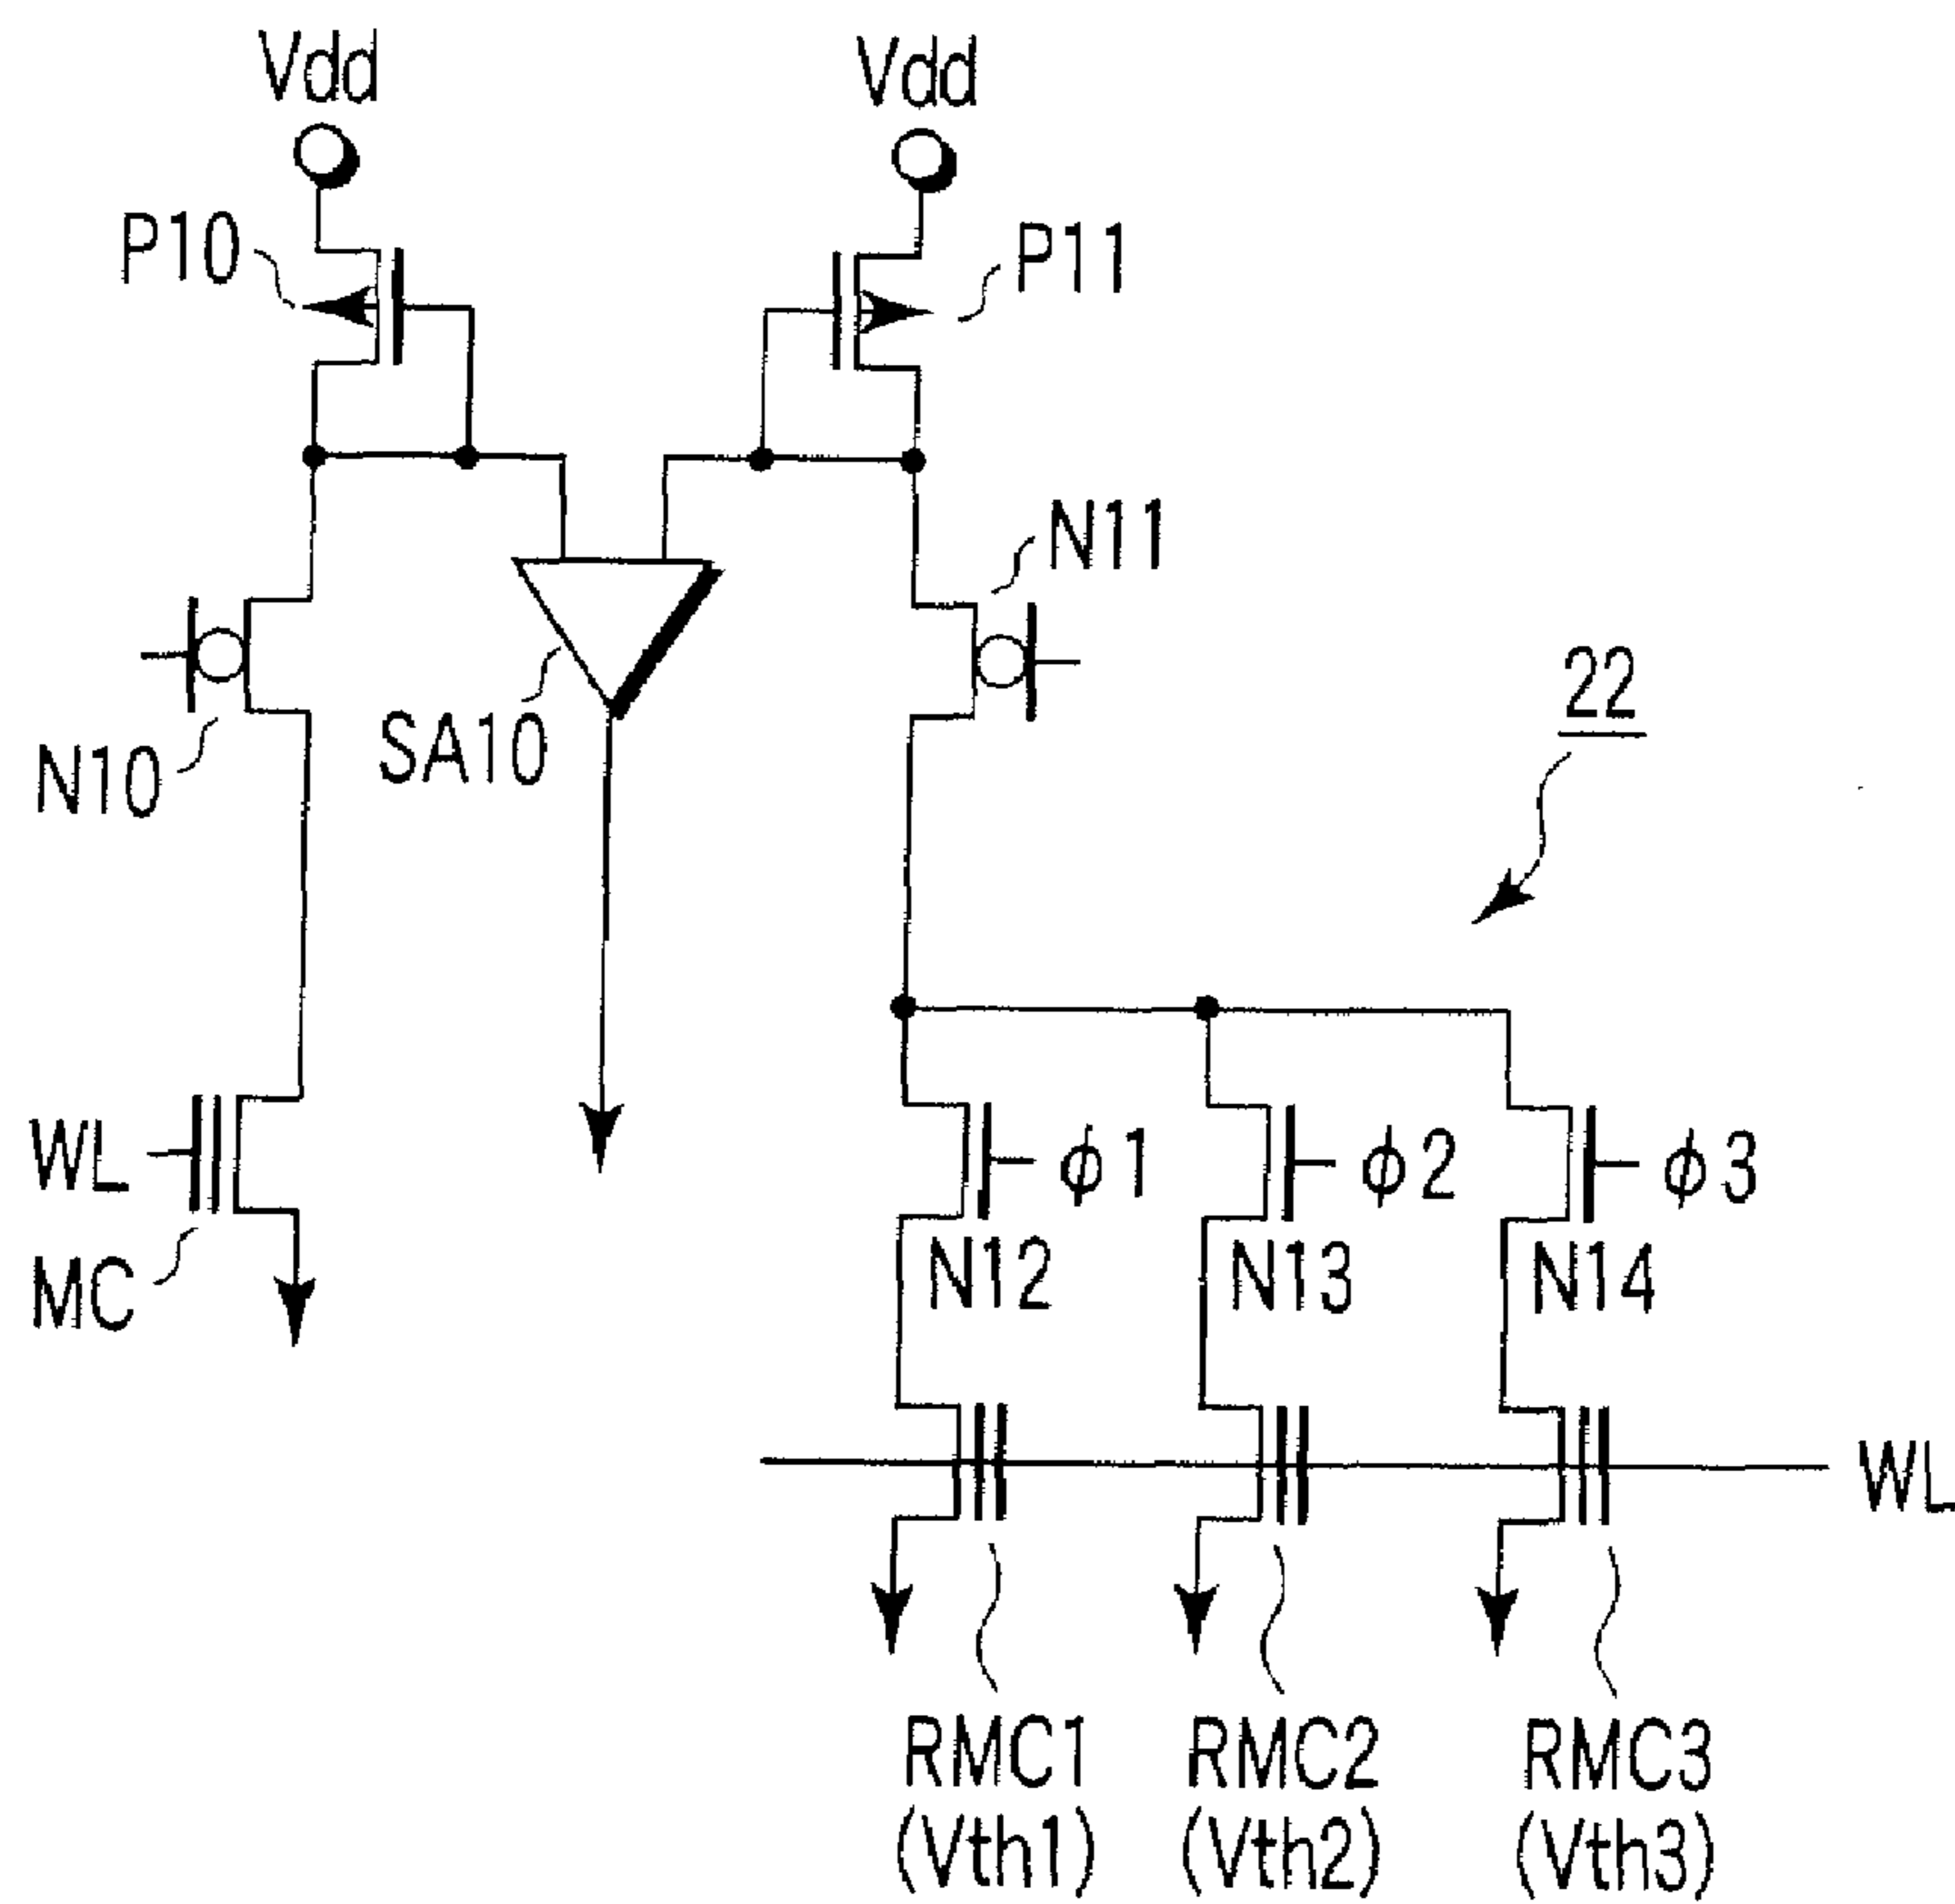 Vdd
Vdd
P10
P11
N11
22
N10
SA10
WL
MC
φ1
φ2
φ3
N12
N13
N14
WL
RMC1
(Vth1)
RMC2
(Vth2)
RMC3
(Vth3)